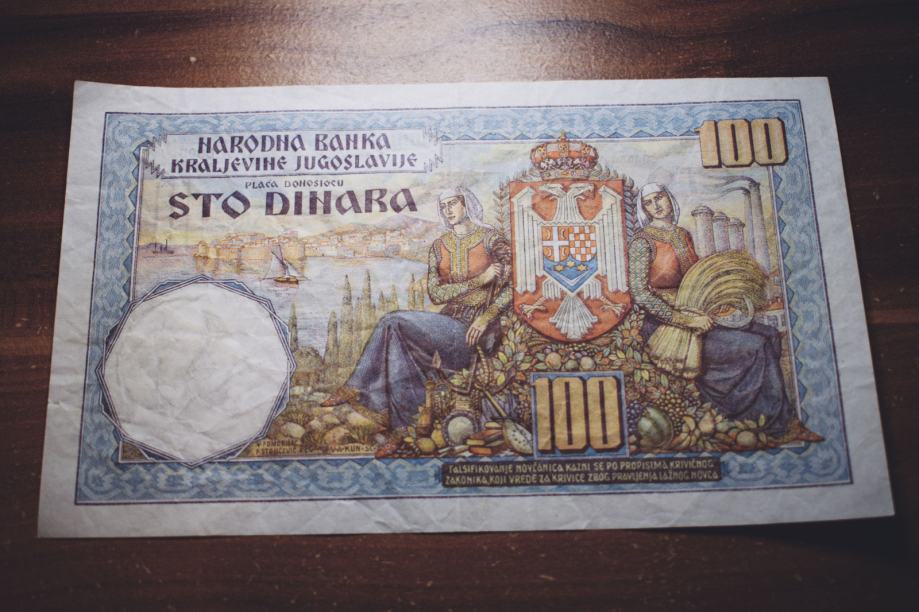 NARODNA BANKA
KRALJEVINE JUGOSLAVIJE
PLAĆA DONOSIOCU
STO DINARA
100
100
FALSIFIKOVANJE NOVČANICA KAZNI SE PO PROPISIMA KRIVIČNOG
ZAKONIKA, KOJI VREDE ZA KRIVICE ZBOG PRAVLJENJA LAŽNOG NOVCA